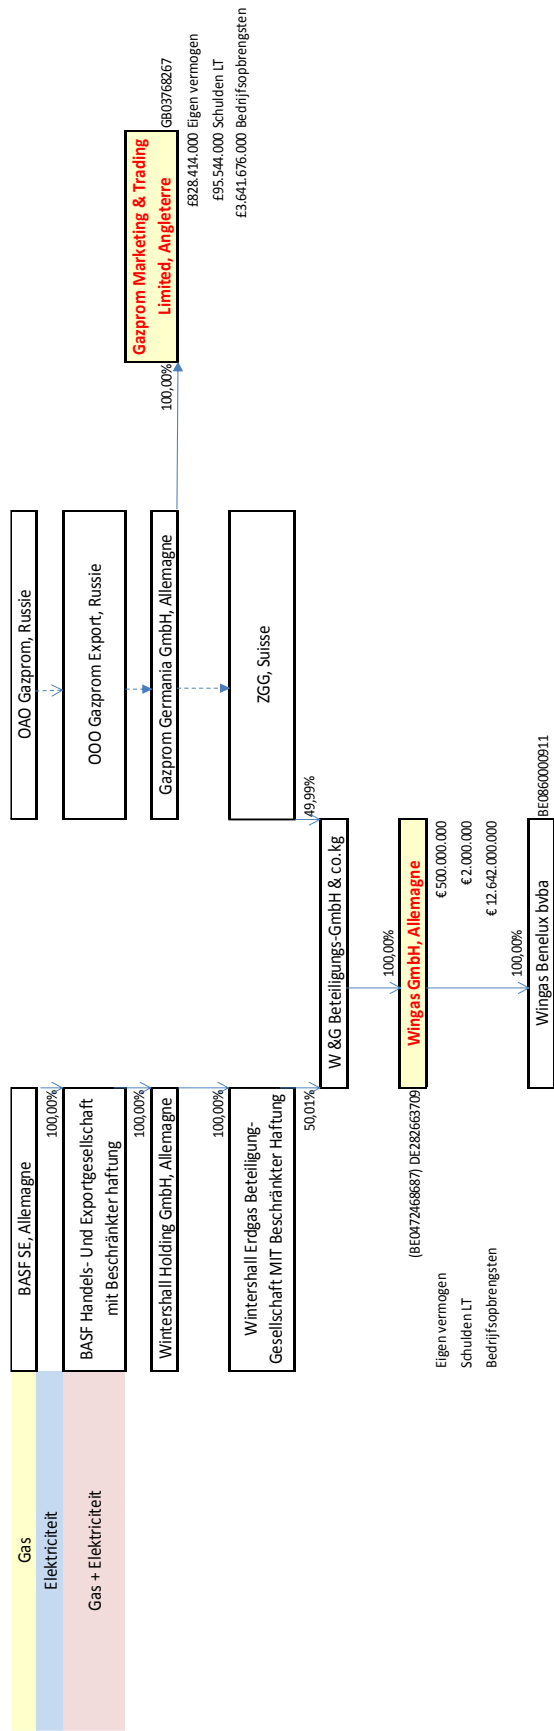 Gas
Elektriciteit
Gas + Elektriciteit
BASF SE, Allemagne
100,00%
BASF Handels- Und Exportgesellschaft
mit Beschränkter haftung
100,00%
Wintershall Holding GmbH, Allemagne
100,00%
Wintershall Erdgas Beteiligung-
Gesellschaft MIT Beschränkter Haftung
50,01%
OAO Gazprom, Russie
OOO Gazprom Export, Russie
Gazprom Germania GmbH, Allemagne
ZGG, Suisse
49,99%
100,00%
Gazprom Marketing & Trading
Limited, Angleterre
GB03768267
£828.414.000 Eigen vermogen
£95.544.000 Schulden LT
£3.641.676.000 Bedrijfsopbrengsten
W &G Beteiligungs-GmbH & co.kg
100,00%
(BE0472468687) DE282663709
Wingas GmbH, Allemagne
Eigen vermogen € 500.000.000
Schulden LT € 2.000.000
Bedrijfsopbrengsten € 12.642.000.000
100,00%
Wingas Benelux bvba
BE0860000911